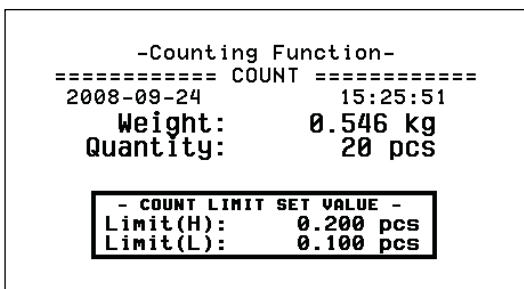 -Counting Function-
============ COUNT ============
2008-09-24 15:25:51
Weight: 0.546 kg
Quantity: 20 pcs
- COUNT LIMIT SET VALUE -
Limit(H): 0.200 pcs
Limit(L): 0.100 pcs